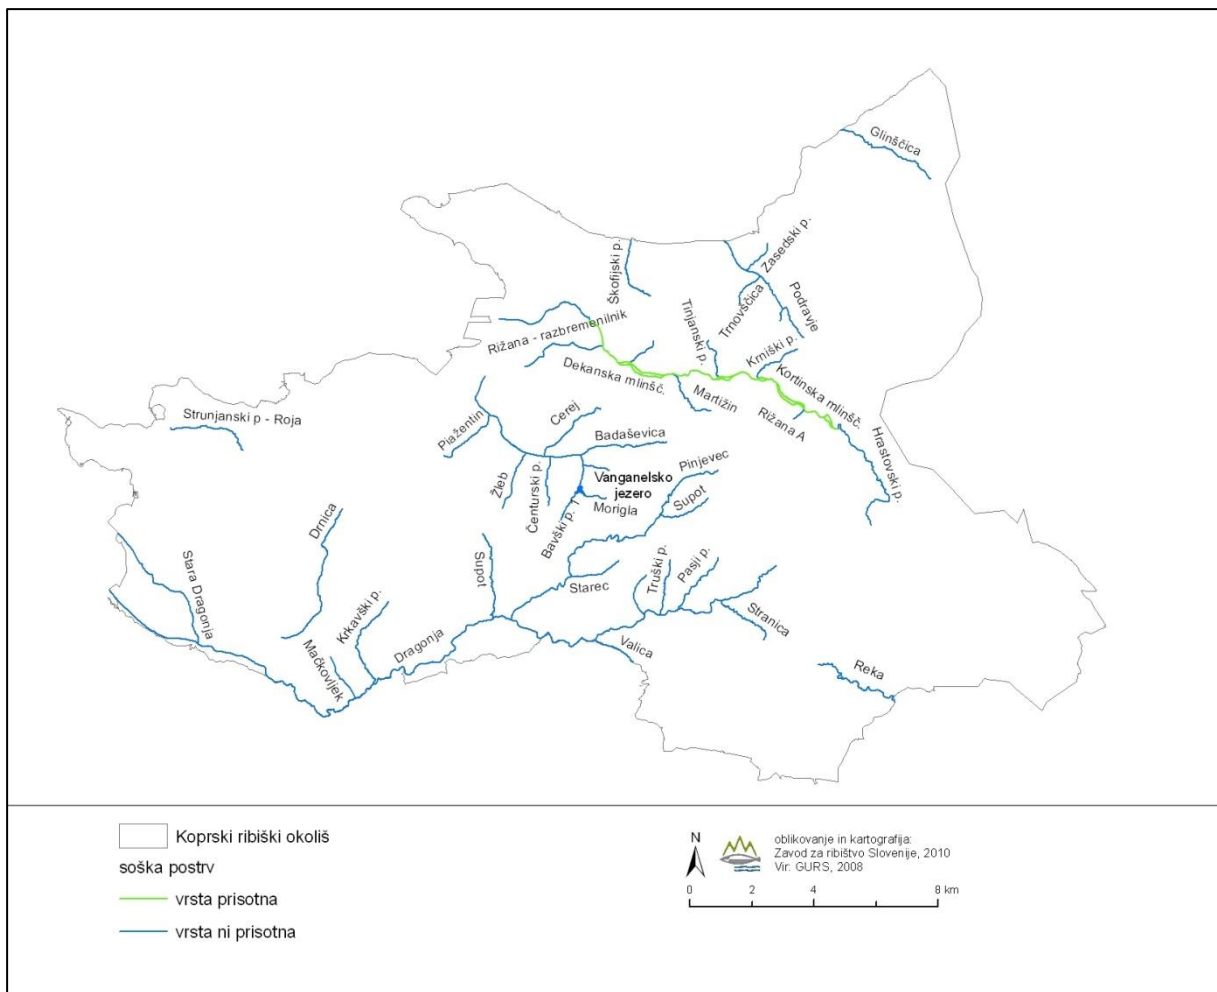 Glinščica
Škofijski p.
Zasedski p.
Trnovščica
Podravje
Rižana - razbremenilnik
Tinjanski p.
Krniški p.
Dekanska mlinšč.
Kortinska mlinšč.
Martižin
Rižana A
Hrastovski p.
Strunjanski p - Roja
Piažentin
Cerej
Badaševica
Žleb
Čenturski p.
Vanganelsko
jezero
Pinjevec
Supot
Morigla
Bavški p. 1
Drnica
Stara Dragonja
Supot
Starec
Truški p.
Pasji p.
Stranica
Krkavški p.
Mačkovljek
Dragonja
Valica
Reka
Koprski ribiški okoliš
soška postrv
vrsta prisotna
vrsta ni prisotna
N
oblikovanje in kartografija:
Zavod za ribištvo Slovenije, 2010
Vir: GURS, 2008
0 2 4 8 km